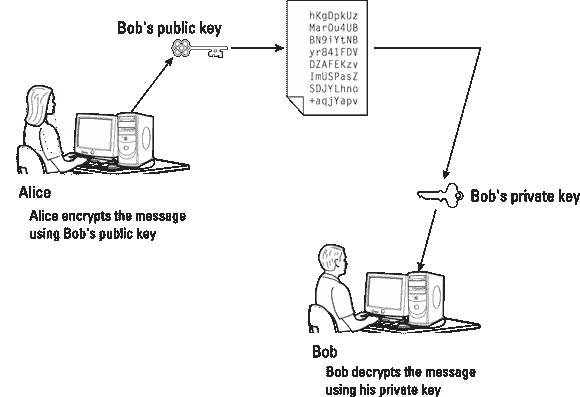 Bob's public key
hKgDpkUz
MarOu4UB
BN9iYtNB
yr841FDV
DZAFEKzv
ImUSPasZ
SDJYLhno
+aqjYapv
Bob's private key
Alice
Alice encrypts the message
using Bob's public key
Bob
Bob decrypts the message
using his private key